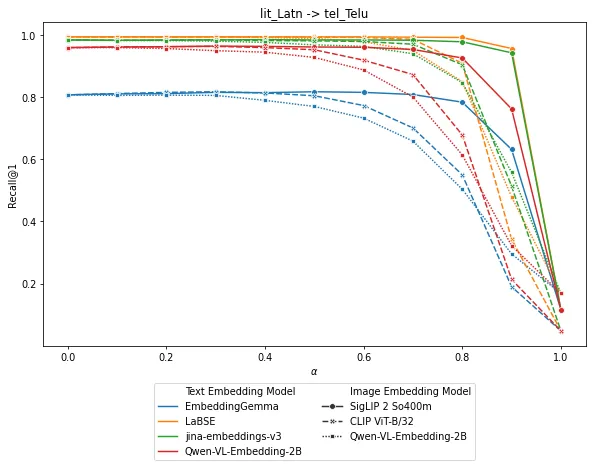 lit_Latn -> tel_Telu
Recall@1
1.0
0.8
0.6
0.4
0.2
0.0 0.2 0.4 0.6 0.8 1.0
α
Text Embedding Model Image Embedding Model
EmbeddingGemma SigLIP 2 So400m
LaBSE CLIP ViT-B/32
jina-embeddings-v3 Qwen-VL-Embedding-2B
Qwen-VL-Embedding-2B